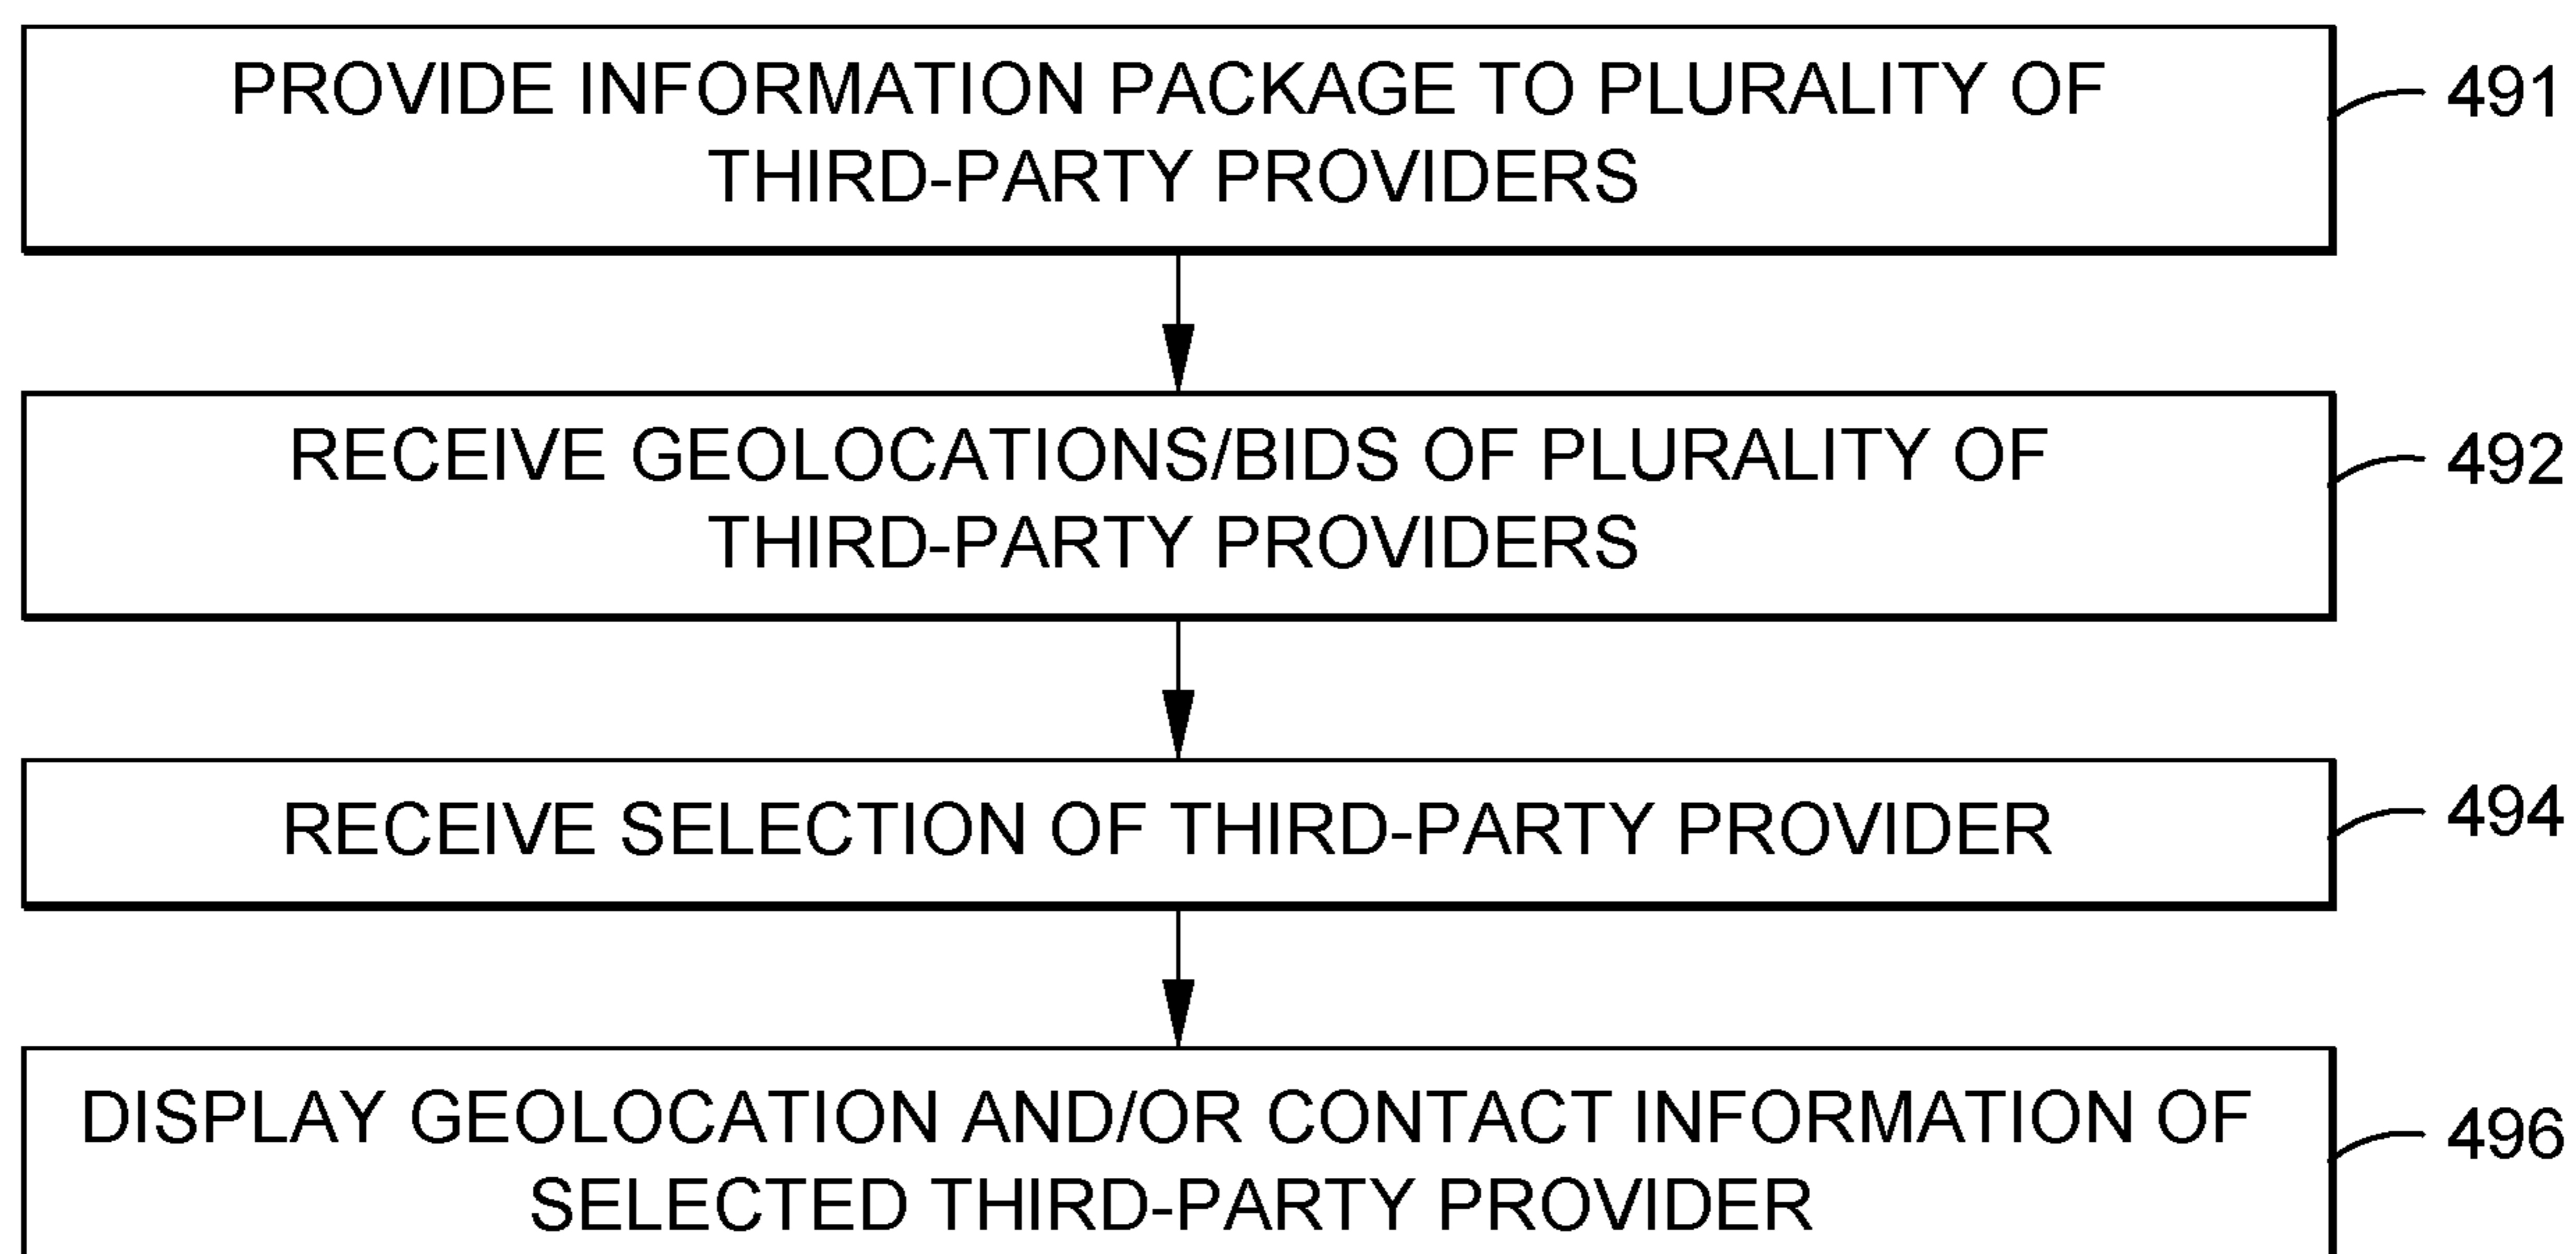 PROVIDE INFORMATION PACKAGE TO PLURALITY OF
THIRD-PARTY PROVIDERS
491
RECEIVE GEOLOCATIONS/BIDS OF PLURALITY OF
THIRD-PARTY PROVIDERS
492
RECEIVE SELECTION OF THIRD-PARTY PROVIDER
494
DISPLAY GEOLOCATION AND/OR CONTACT INFORMATION OF
SELECTED THIRD-PARTY PROVIDER
496